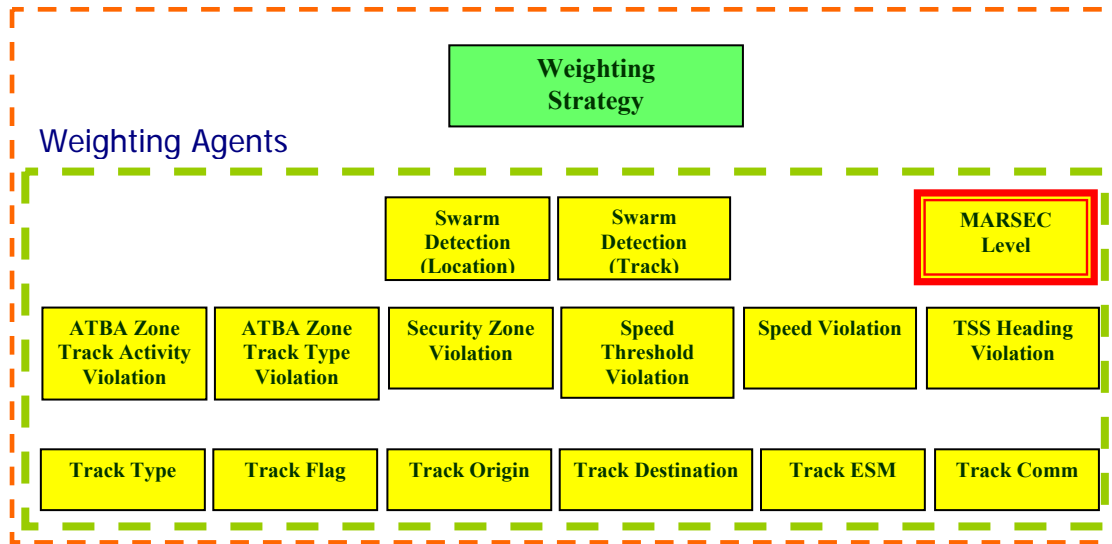 Weighting
Strategy
Weighting Agents
Swarm
Detection
(Location)
Swarm
Detection
(Track)
MARSEC
Level
ATBA Zone
Track Activity
Violation
ATBA Zone
Track Type
Violation
Security Zone
Violation
Speed
Threshold
Violation
Speed Violation
TSS Heading
Violation
Track Type
Track Flag
Track Origin
Track Destination
Track ESM
Track Comm